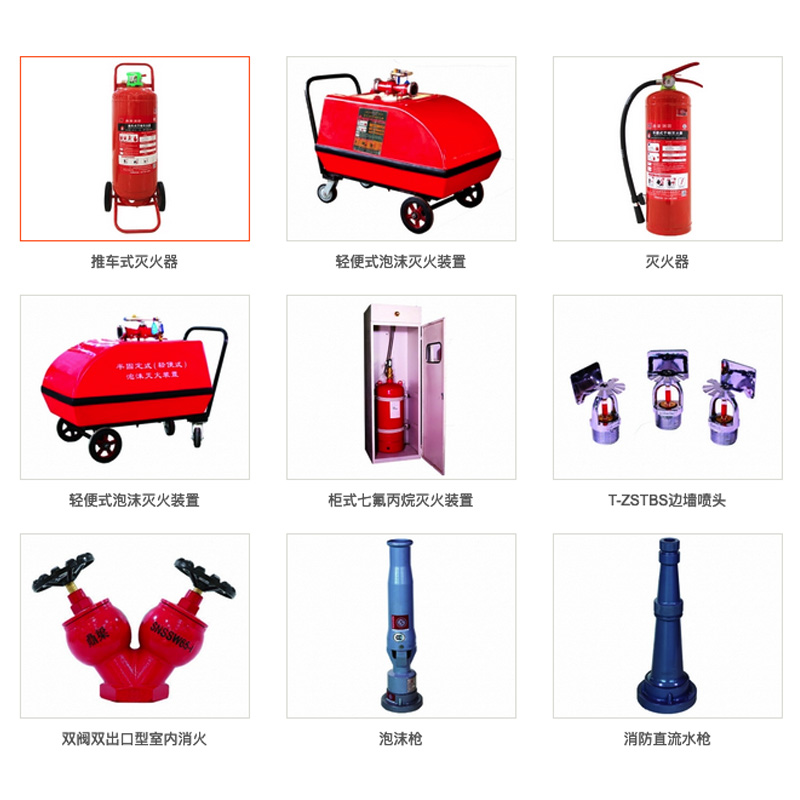 推车式灭火器
轻便式泡沫灭火装置
灭火器
半固定式(轻便式)
泡沫灭火装置
轻便式泡沫灭火装置
柜式七氟丙烷灭火装置
T-ZSTBS边墙喷头
SNSSW65-I
双阀双出口型室内消火
泡沫枪
消防直流水枪